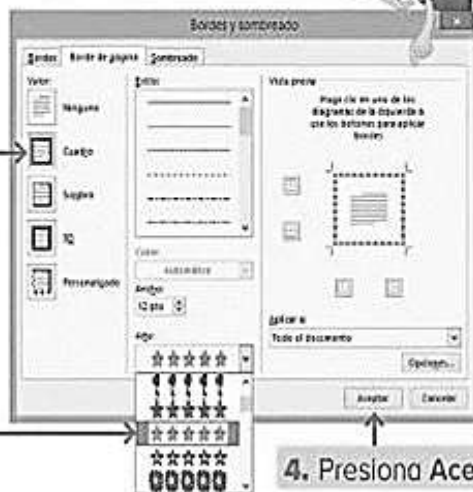 Bordes y sombreado
Bordes Borde de página Sombreado
Valor:
Ninguno
Cuadro
Sombra
3D
Personalizado
Estilo:
Color:
Automático
Ancho:
12 pto
Arte:
Vista previa
Haga clic en uno de los
diagramas de la izquierda o
use los botones para aplicar
bordes
Aplicar a:
Todo el documento
Opciones...
Aceptar Cancelar
4. Presiona Ace